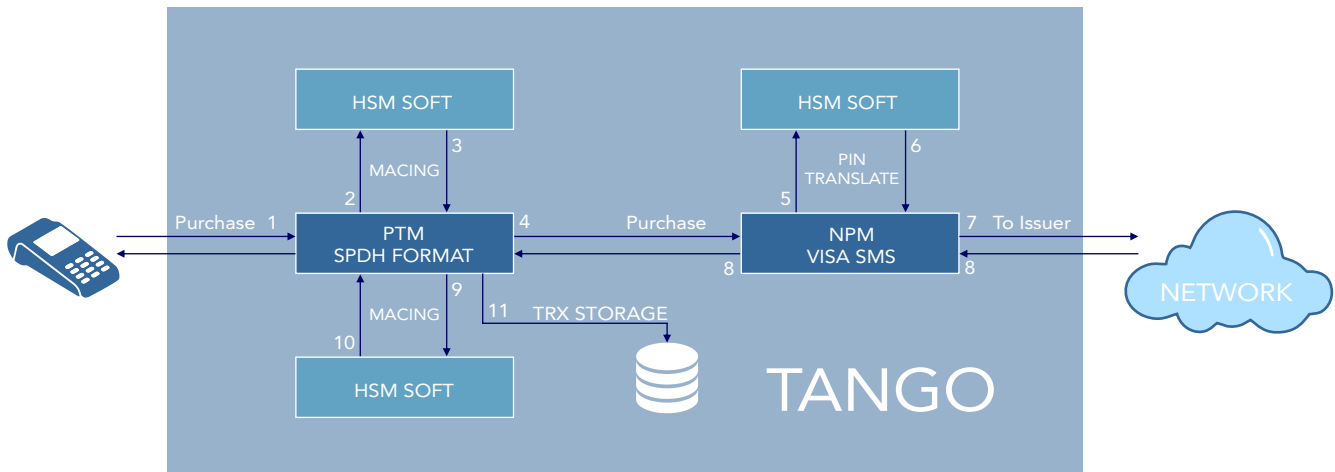 HSM SOFT
HSM SOFT
3
6
MACING
PIN
TRANSLATE
2
5
Purchase 1
4
Purchase
7 To Issuer
PTM
SPDH FORMAT
NPM
VISA SMS
8
8
9
NETWORK
MACING
11 TRX STORAGE
10
HSM SOFT
TANGO